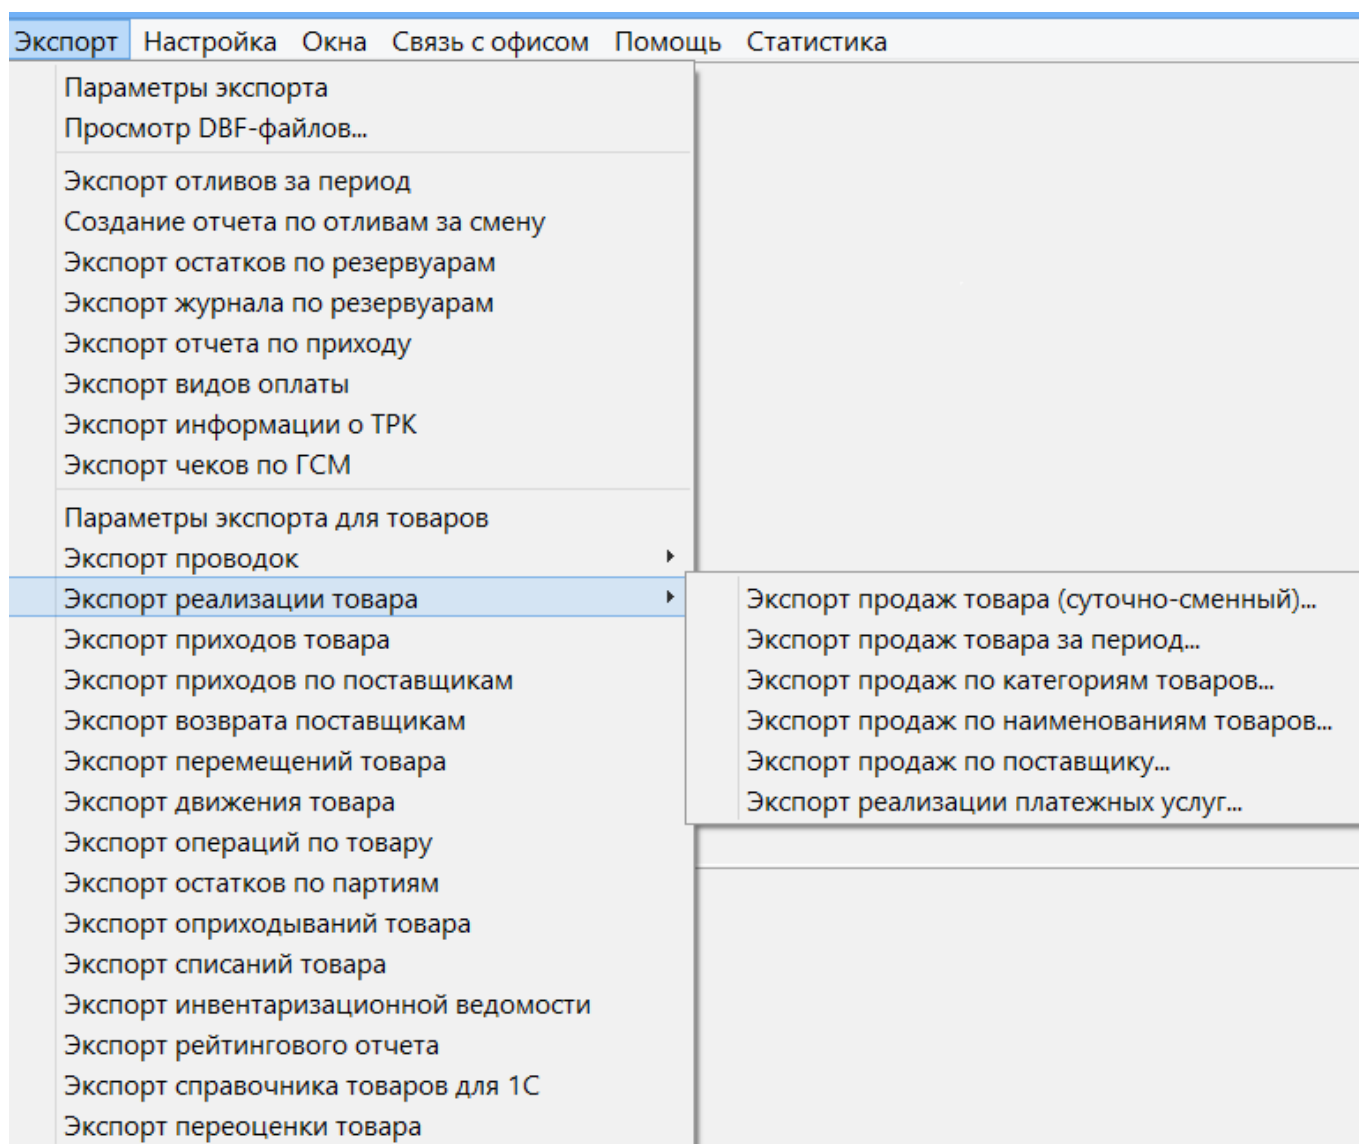 Экспорт Настройка Окна Связь с офисом Помощь Статистика
Параметры экспорта
Просмотр DBF-файлов...
Экспорт отливов за период
Создание отчета по отливам за смену
Экспорт остатков по резервуарам
Экспорт журнала по резервуарам
Экспорт отчета по приходу
Экспорт видов оплаты
Экспорт информации о ТРК
Экспорт чеков по ГСМ
Параметры экспорта для товаров
Экспорт проводок
Экспорт реализации товара
Экспорт приходов товара
Экспорт приходов по поставщикам
Экспорт возврата поставщикам
Экспорт перемещений товара
Экспорт движения товара
Экспорт операций по товару
Экспорт остатков по партиям
Экспорт оприходываний товара
Экспорт списаний товара
Экспорт инвентаризационной ведомости
Экспорт рейтингового отчета
Экспорт справочника товаров для 1С
Экспорт переоценки товара
Экспорт продаж товара (суточно-сменный)...
Экспорт продаж товара за период...
Экспорт продаж по категориям товаров...
Экспорт продаж по наименованиям товаров...
Экспорт продаж по поставщику...
Экспорт реализации платежных услуг...